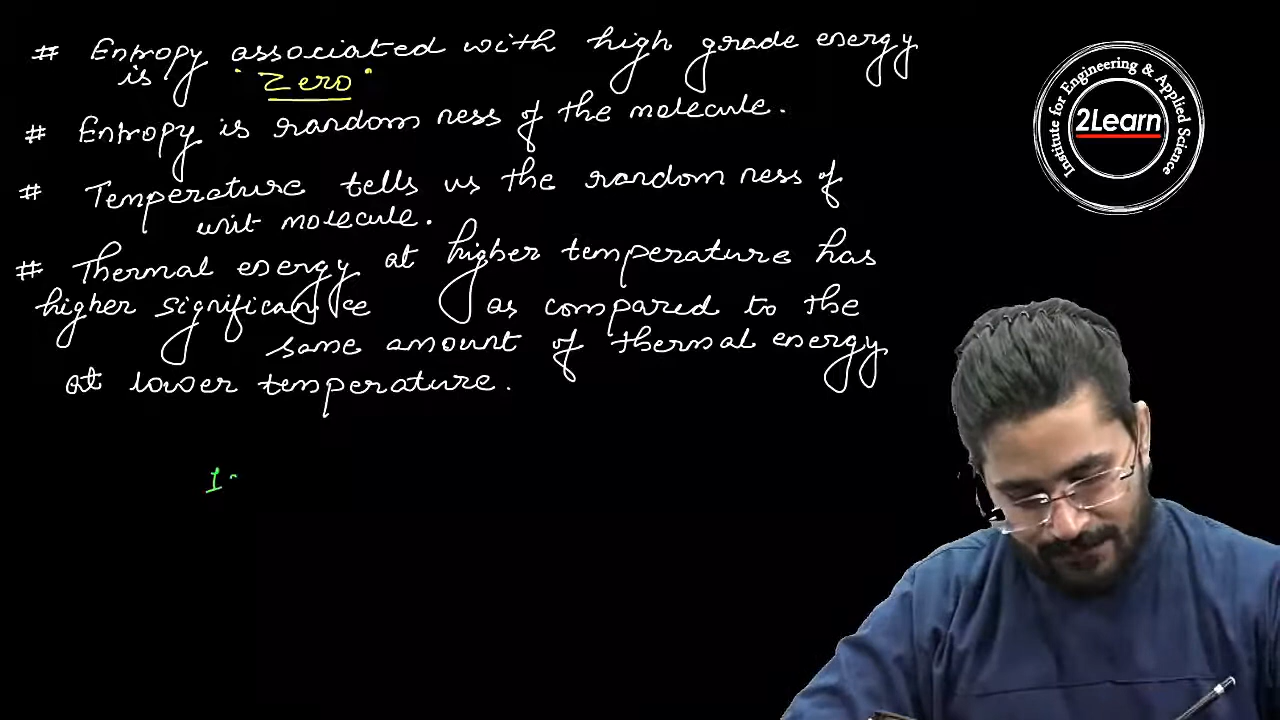 # Entropy associated with high grade energy
is "Zero"
# Entropy is randomness of the molecule.
# Temperature tells us the randomness of
unit molecule.
# Thermal energy at higher temperature has
higher significance as compared to the
same amount of thermal energy
at lower temperature.
Institute for Engineering & Applied Science
2Learn